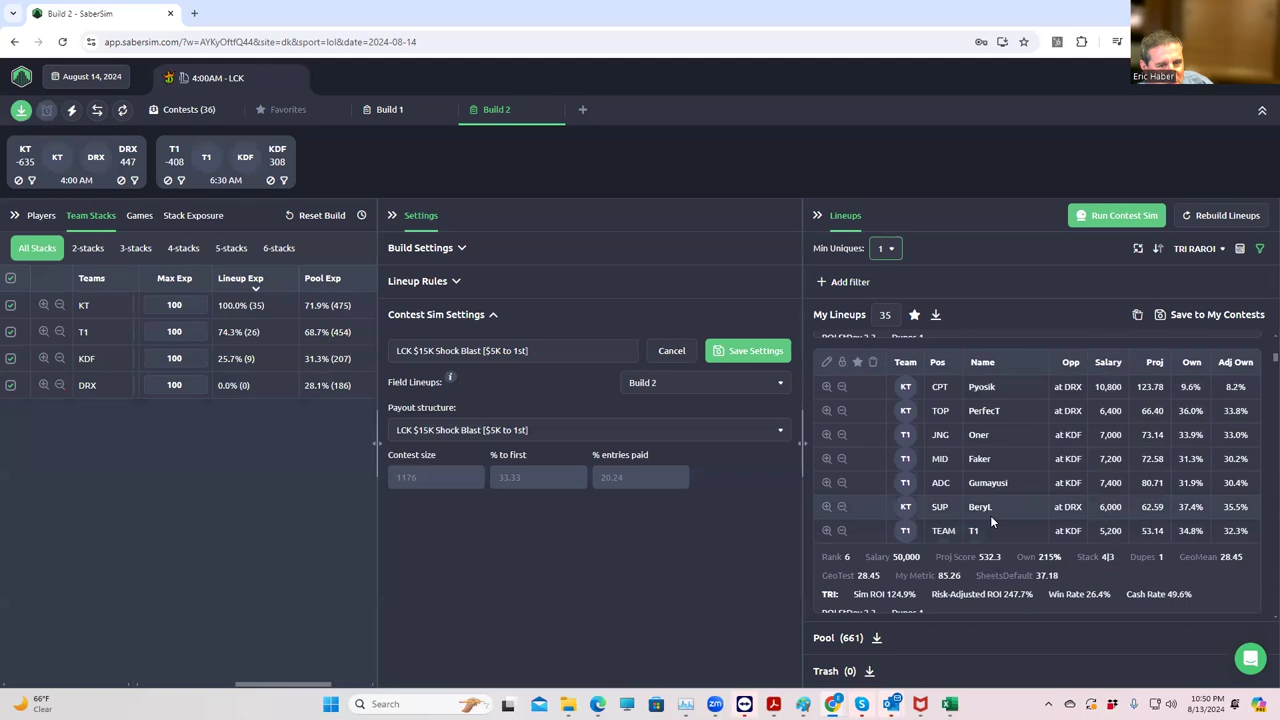 Build 2 - SaberSim
app.sabersim.com/?w=AYKyOftfQ44&site=dk&sport=lol&date=2024-08-14
Eric Haber
August 14, 2024
4:00AM - LCK
Contests (36)
Favorites
Build 1
Build 2
KT DRX
-635 KT DRX 447
4:00 AM
T1 KDF
-408 T1 KDF 308
6:30 AM
Players Team Stacks Games Stack Exposure Reset Build
All Stacks 2-stacks 3-stacks 4-stacks 5-stacks 6-stacks
Teams Max Exp Lineup Exp Pool Exp
KT 100 100.0% (35) 71.9% (475)
T1 100 74.3% (26) 68.7% (454)
KDF 100 25.7% (9) 31.3% (207)
DRX 100 0.0% (0) 28.1% (186)
Settings
Build Settings
Lineup Rules
Contest Sim Settings
LCK $15K Shock Blast [$5K to 1st] Cancel Save Settings
Field Lineups: i Build 2
Payout structure:
LCK $15K Shock Blast [$5K to 1st]
Contest size % to first % entries paid
1176 33.33 20.24
Lineups Run Contest Sim Rebuild Lineups
Min Uniques: 1 TRI RAROI
Add filter
My Lineups 35 Save to My Contests
ROI StDev 2.2 Dupes 1
Team Pos Name Opp Salary Proj Own Adj Own
KT CPT Pyosik at DRX 10,800 123.78 9.6% 8.2%
KT TOP PerfecT at DRX 6,400 66.40 36.0% 33.8%
T1 JNG Oner at KDF 7,000 73.14 33.9% 33.0%
T1 MID Faker at KDF 7,200 72.58 31.3% 30.2%
T1 ADC Gumayusi at KDF 7,400 80.71 31.9% 30.4%
KT SUP BeryL at DRX 6,000 62.59 37.4% 35.5%
T1 TEAM T1 at KDF 5,200 53.14 34.8% 32.3%
Rank 6 Salary 50,000 Proj Score 532.3 Own 215% Stack 4|3 Dupes 1 GeoMean 28.45
GeoTest 28.45 My Metric 85.26 SheetsDefault 37.18
TRI: Sim ROI 124.9% Risk-Adjusted ROI 247.7% Win Rate 26.4% Cash Rate 49.6%
ROI StDev 2.2 Dupes 1
Pool (661)
Trash (0)
66°F
Clear
Search
10:50 PM
8/13/2024